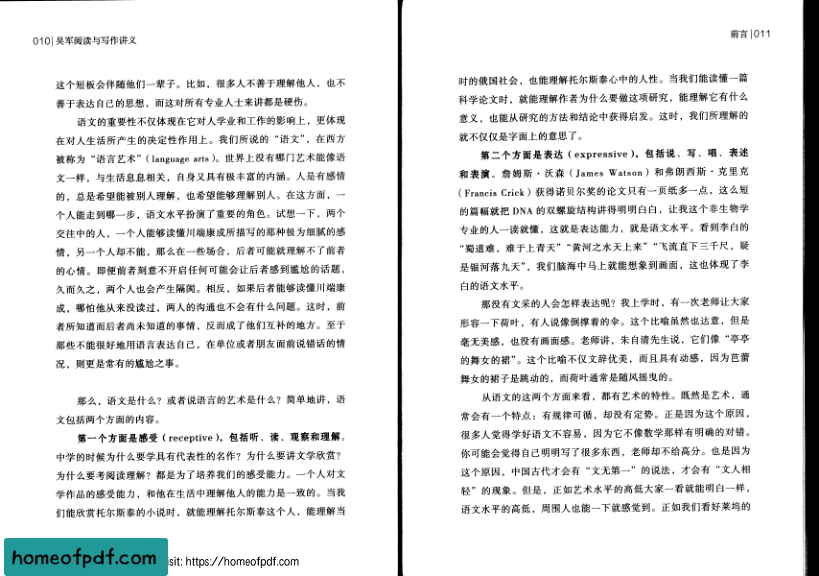 010|吴军阅读与写作讲义
这个短板会伴随他们一辈子。比如，很多人不善于理解他人，也不
善于表达自己的思想，而这对所有专业人士来讲都是硬伤。
语文的重要性不仅体现在它对人学业和工作的影响上，更体现
在对人生活所产生的决定性作用上。我们所说的“语文”，在西方
被称为“语言艺术”（language arts）。世界上没有哪门艺术能像语
文一样，与生活息息相关，自身又具有极丰富的内涵。人是有感情
的，总是希望能被别人理解，也希望能够理解别人。在这方面，一
个人能走到哪一步，语文水平扮演了重要的角色。试想一下，两个
交往中的人，一个人能够读懂川端康成所描写的那种极为细腻的感
情，另一个人却不能，那么在一些场合，后者可能就理解不了前者
的心情。即便前者刻意不开启任何可能会让后者感到尴尬的话题，
久而久之，两个人也会产生隔阂。相反，如果后者能够读懂川端康
成，哪怕他从来没读过，两人的沟通也不会有什么问题。这时，前
者所知道而后者尚未知道的事情，反而成了他们互补的地方。至于
那些不能很好地用语言表达自己，在单位或者朋友面前说错话的情
况，则更是常有的尴尬之事。
那么，语文是什么？或者说语言的艺术是什么？简单地讲，语
文包括两个方面的内容。
第一个方面是感受（receptive），包括听、读、观察和理解。
中学的时候为什么要学具有代表性的名作？为什么要讲文学欣赏？
为什么要考阅读理解？都是为了培养我们的感受能力。一个人对文
学作品的感受能力，和他在生活中理解他人的能力是一致的。当我
们能欣赏托尔斯泰的小说时，就能理解托尔斯泰这个人，能理解当
前言|011
时的俄国社会，也能理解托尔斯泰心中的人性。当我们能读懂一篇
科学论文时，就能理解作者为什么要做这项研究，能理解它有什么
意义，也能从研究的方法和结论中获得启发。这时，我们所理解的
就不仅仅是字面上的意思了。
第二个方面是表达（expressive），包括说、写、唱、表述
和表演。詹姆斯·沃森（James Watson）和弗朗西斯·克里克
（Francis Crick）获得诺贝尔奖的论文只有一页纸多一点，这么短
的篇幅就把 DNA 的双螺旋结构讲得明明白白，让我这个非生物学
专业的人一读就懂，这就是表达能力，就是语文水平。看到李白的
“蜀道难，难于上青天”“黄河之水天上来”“飞流直下三千尺，疑
是银河落九天”，我们脑海中马上就能想象到画面，这也体现了李
白的语文水平。
那没有文采的人会怎样表达呢？我上学时，有一次老师让大家
形容一下荷叶，有人说像倒撑着的伞。这个比喻虽然也达意，但是
毫无美感，也没有画面感。老师讲，朱自清先生说，它们像“亭亭
的舞女的裙”。这个比喻不仅文辞优美，而且具有动感，因为芭蕾
舞女的裙子是跳动的，而荷叶通常是随风摇曳的。
从语文的这两个方面来看，都有艺术的特性。既然是艺术，通
常会有一个特点：有规律可循，却没有定势。正是因为这个原因，
很多人觉得学好语文不容易，因为它不像数学那样有明确的对错。
你可能会觉得自己明明写了很多东西，老师却不给高分。也是因为
这个原因，中国古代才会有“文无第一”的说法，才会有“文人相
轻”的现象。但是，正如艺术水平的高低大家一看就能明白一样，
语文水平的高低，周围人也能一下就感觉到。正如我们看好莱坞的
homeofpdf.com
isit: https://homeofpdf.com